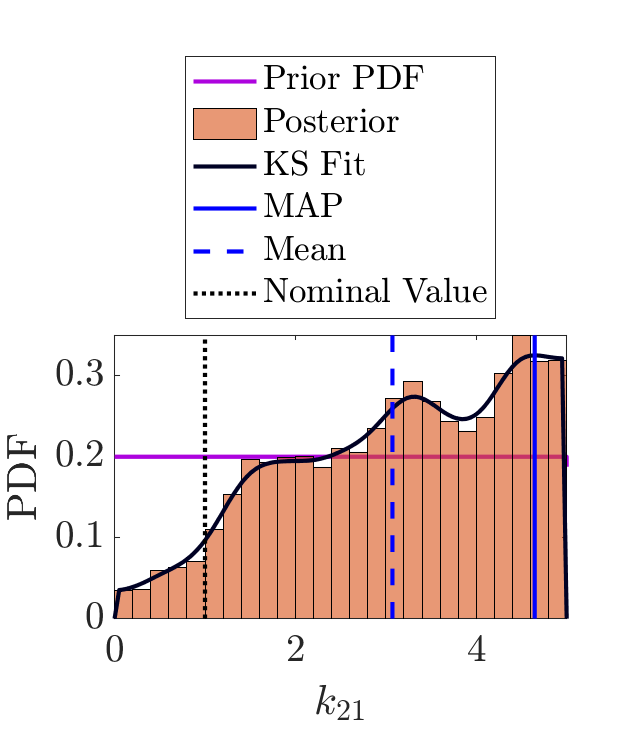 Prior PDF
Posterior
KS Fit
MAP
Mean
Nominal Value
0.3
0.2
0.1
0
PDF
0 2 4
k₂₁